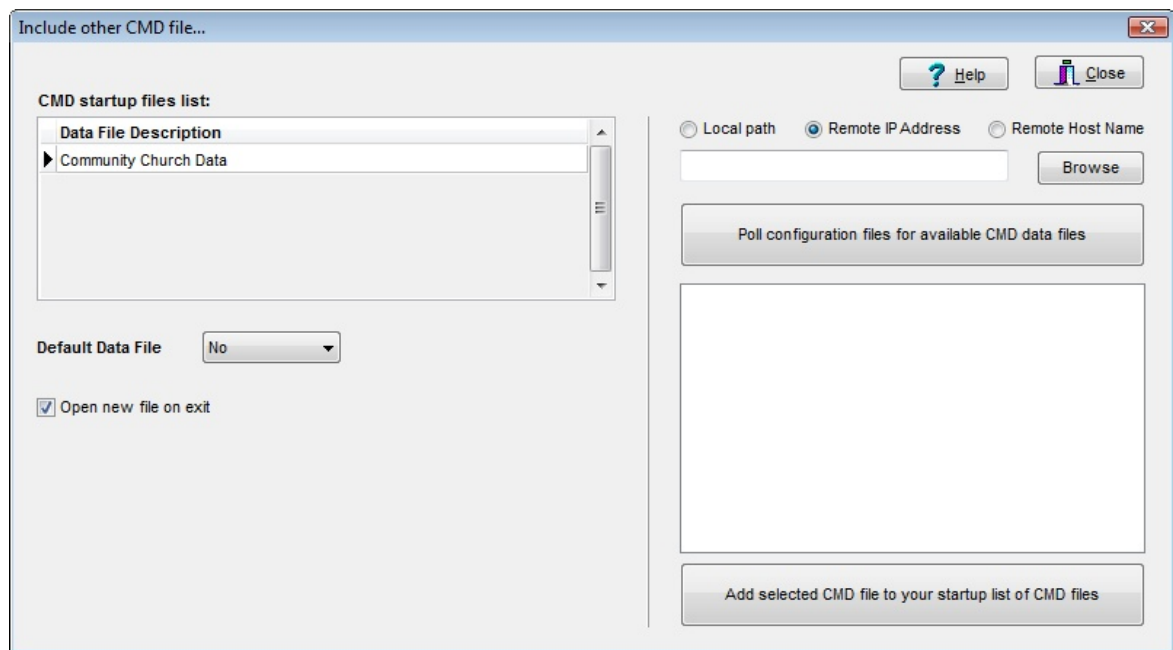 Include other CMD file...
Help
Close
CMD startup files list:
Data File Description
Community Church Data
Local path
Remote IP Address
Remote Host Name
Browse
Poll configuration files for available CMD data files
Default Data File
No
Open new file on exit
Add selected CMD file to your startup list of CMD files